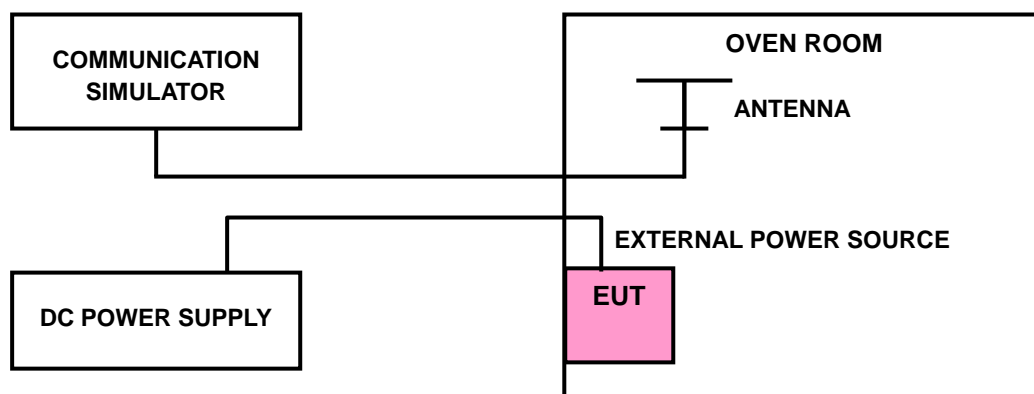 COMMUNICATION
SIMULATOR
OVEN ROOM
ANTENNA
EXTERNAL POWER SOURCE
EUT
DC POWER SUPPLY